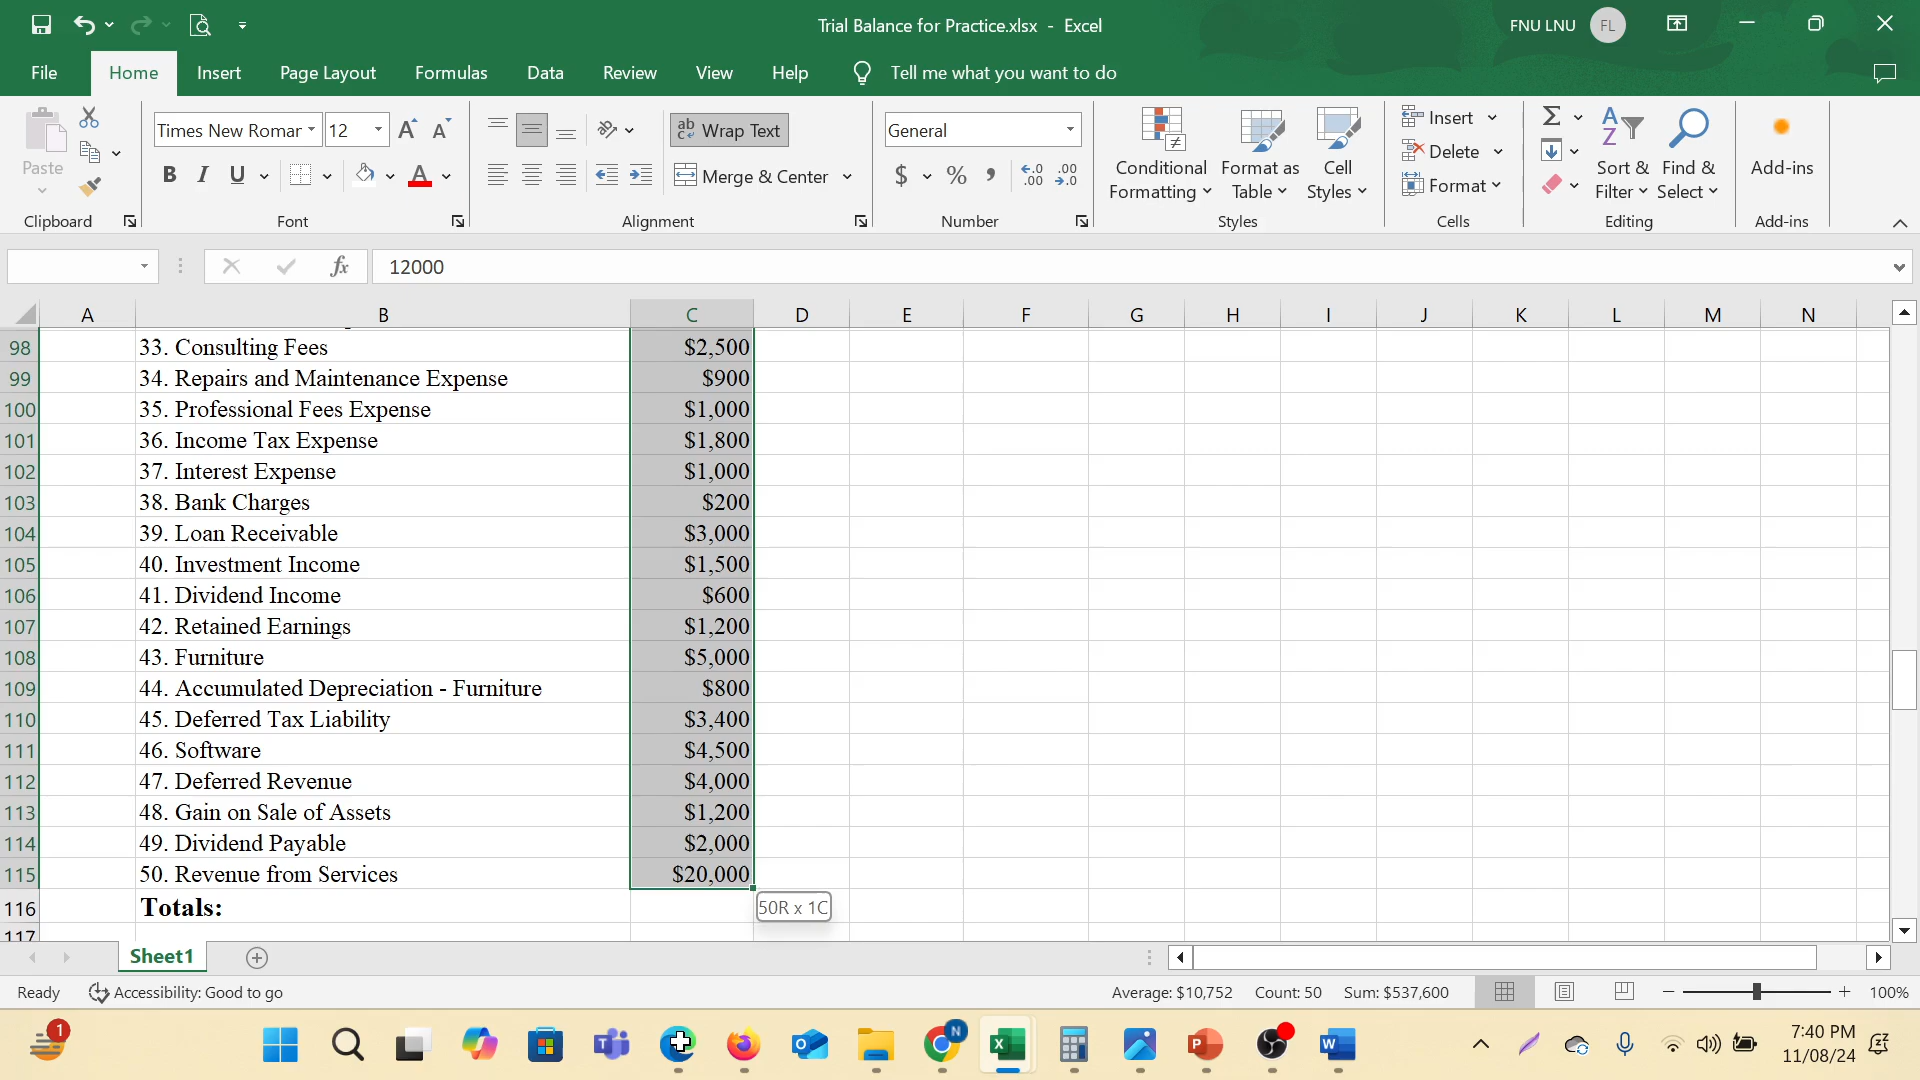 Trial Balance for Practice.xlsx - Excel
FNU LNU FL
File Home Insert Page Layout Formulas Data Review View Help Tell me what you want to do
Paste
Clipboard
Times New Roman 12
B I U
Font
Wrap Text
Merge & Center
Alignment
General
$ % ,
Number
Conditional Formatting
Format as Table
Cell Styles
Styles
Insert
Delete
Format
Cells
Sort & Filter
Find & Select
Editing
Add-ins
Add-ins
fx 12000
A B C D E F G H I J K L M N
98 33. Consulting Fees $2,500
99 34. Repairs and Maintenance Expense $900
100 35. Professional Fees Expense $1,000
101 36. Income Tax Expense $1,800
102 37. Interest Expense $1,000
103 38. Bank Charges $200
104 39. Loan Receivable $3,000
105 40. Investment Income $1,500
106 41. Dividend Income $600
107 42. Retained Earnings $1,200
108 43. Furniture $5,000
109 44. Accumulated Depreciation - Furniture $800
110 45. Deferred Tax Liability $3,400
111 46. Software $4,500
112 47. Deferred Revenue $4,000
113 48. Gain on Sale of Assets $1,200
114 49. Dividend Payable $2,000
115 50. Revenue from Services $20,000
116 Totals: 50R x 1C
117
Sheet1
Ready Accessibility: Good to go Average: $10,752 Count: 50 Sum: $537,600 100%
1
N
7:40 PM
11/08/24